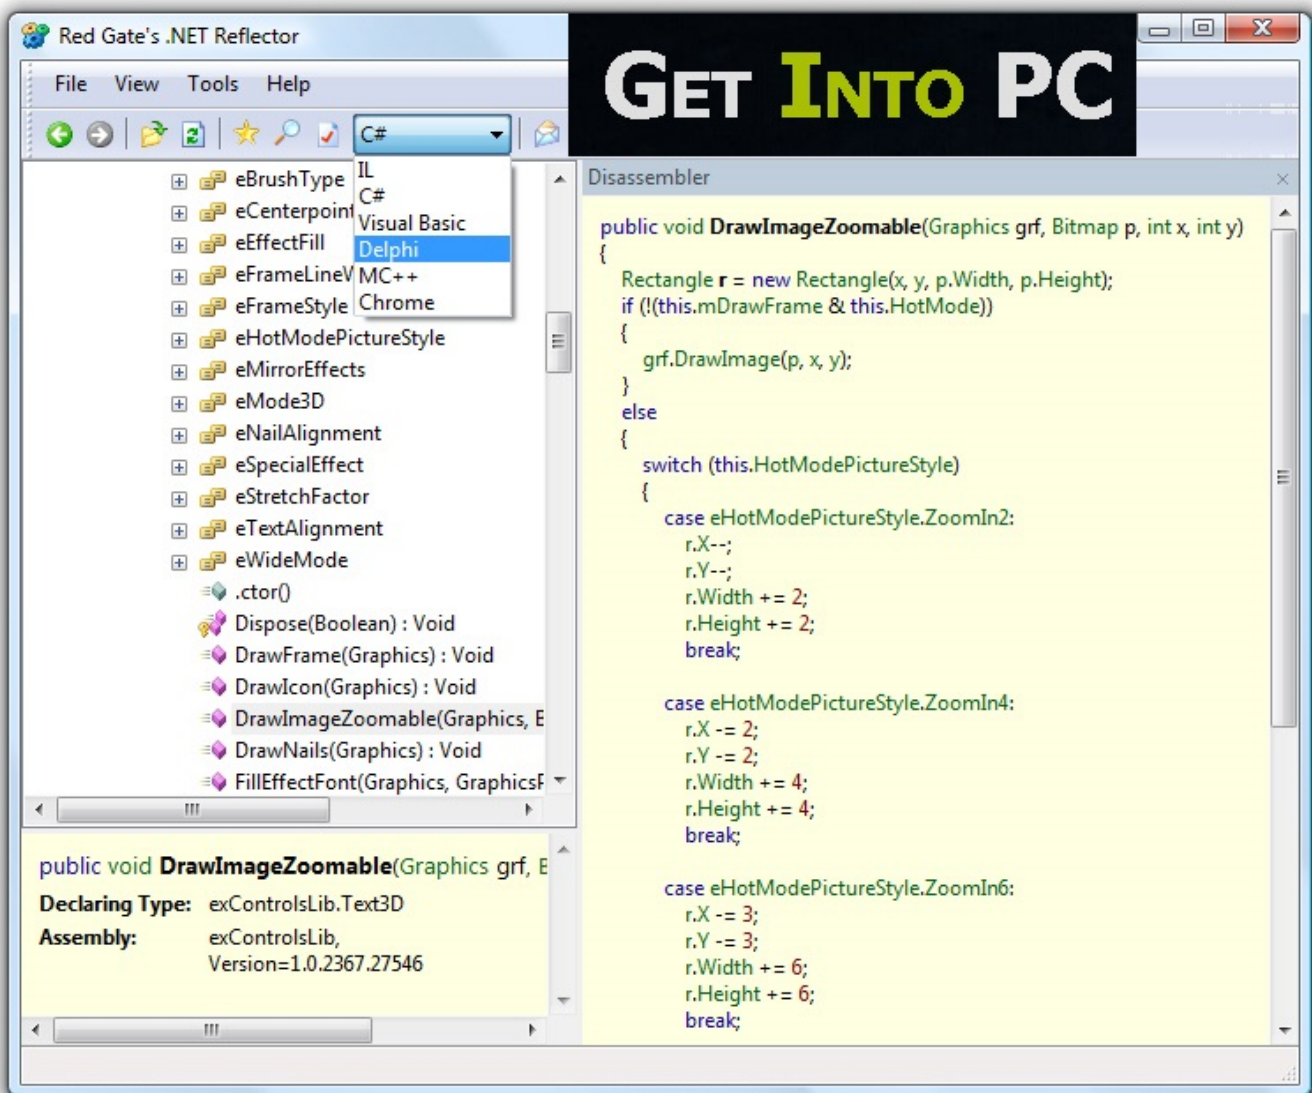 Red Gate's .NET Reflector
GET INTO PC
File View Tools Help
C#
IL
C#
Visual Basic
Delphi
MC++
Chrome
eBrushType
eCenterpoint
eEffectFill
eFrameLineV
eFrameStyle
eHotModePictureStyle
eMirrorEffects
eMode3D
eNailAlignment
eSpecialEffect
eStretchFactor
eTextAlignment
eWideMode
.ctor()
Dispose(Boolean) : Void
DrawFrame(Graphics) : Void
DrawIcon(Graphics) : Void
DrawImageZoomable(Graphics, B
DrawNails(Graphics) : Void
FillEffectFont(Graphics, GraphicsP
public void DrawImageZoomable(Graphics grf, B
Declaring Type: exControlsLib.Text3D
Assembly: exControlsLib,
Version=1.0.2367.27546
Disassembler
public void DrawImageZoomable(Graphics grf, Bitmap p, int x, int y)
{
Rectangle r = new Rectangle(x, y, p.Width, p.Height);
if (!(this.mDrawFrame & this.HotMode))
{
grf.DrawImage(p, x, y);
}
else
{
switch (this.HotModePictureStyle)
{
case eHotModePictureStyle.ZoomIn2:
r.X--;
r.Y--;
r.Width += 2;
r.Height += 2;
break;
case eHotModePictureStyle.ZoomIn4:
r.X -= 2;
r.Y -= 2;
r.Width += 4;
r.Height += 4;
break;
case eHotModePictureStyle.ZoomIn6:
r.X -= 3;
r.Y -= 3;
r.Width += 6;
r.Height += 6;
break;